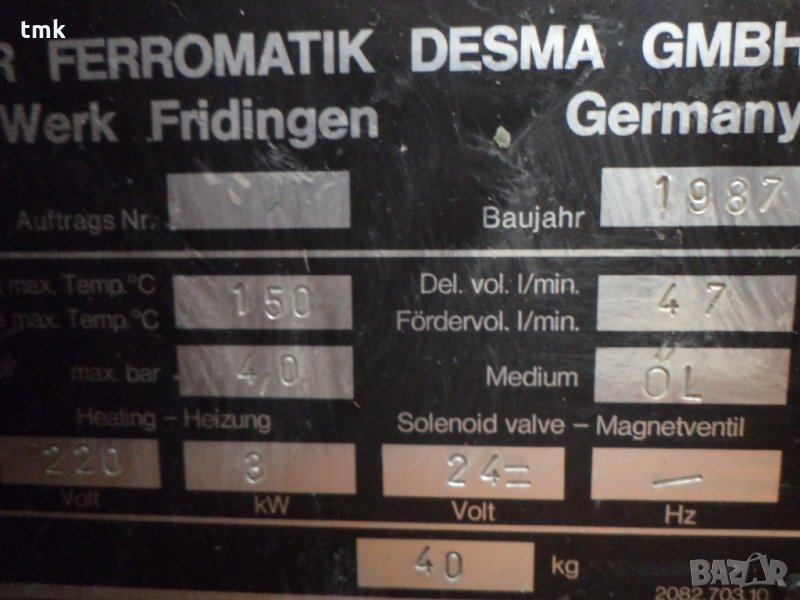 tmk
R FERROMATIK DESMA GMBH
Werk Fridingen Germany
Auftrags Nr. Baujahr 1987
max. Temp. °C 150 Del. vol. l/min. 47
max. Temp. °C Fördervol. l/min.
max. bar 4,0 Medium ÖL
Heating – Heizung Solenoid valve – Magnetventil
220 3 24= —
Volt kW Volt Hz
40 kg
2082.703.10
BAZAR